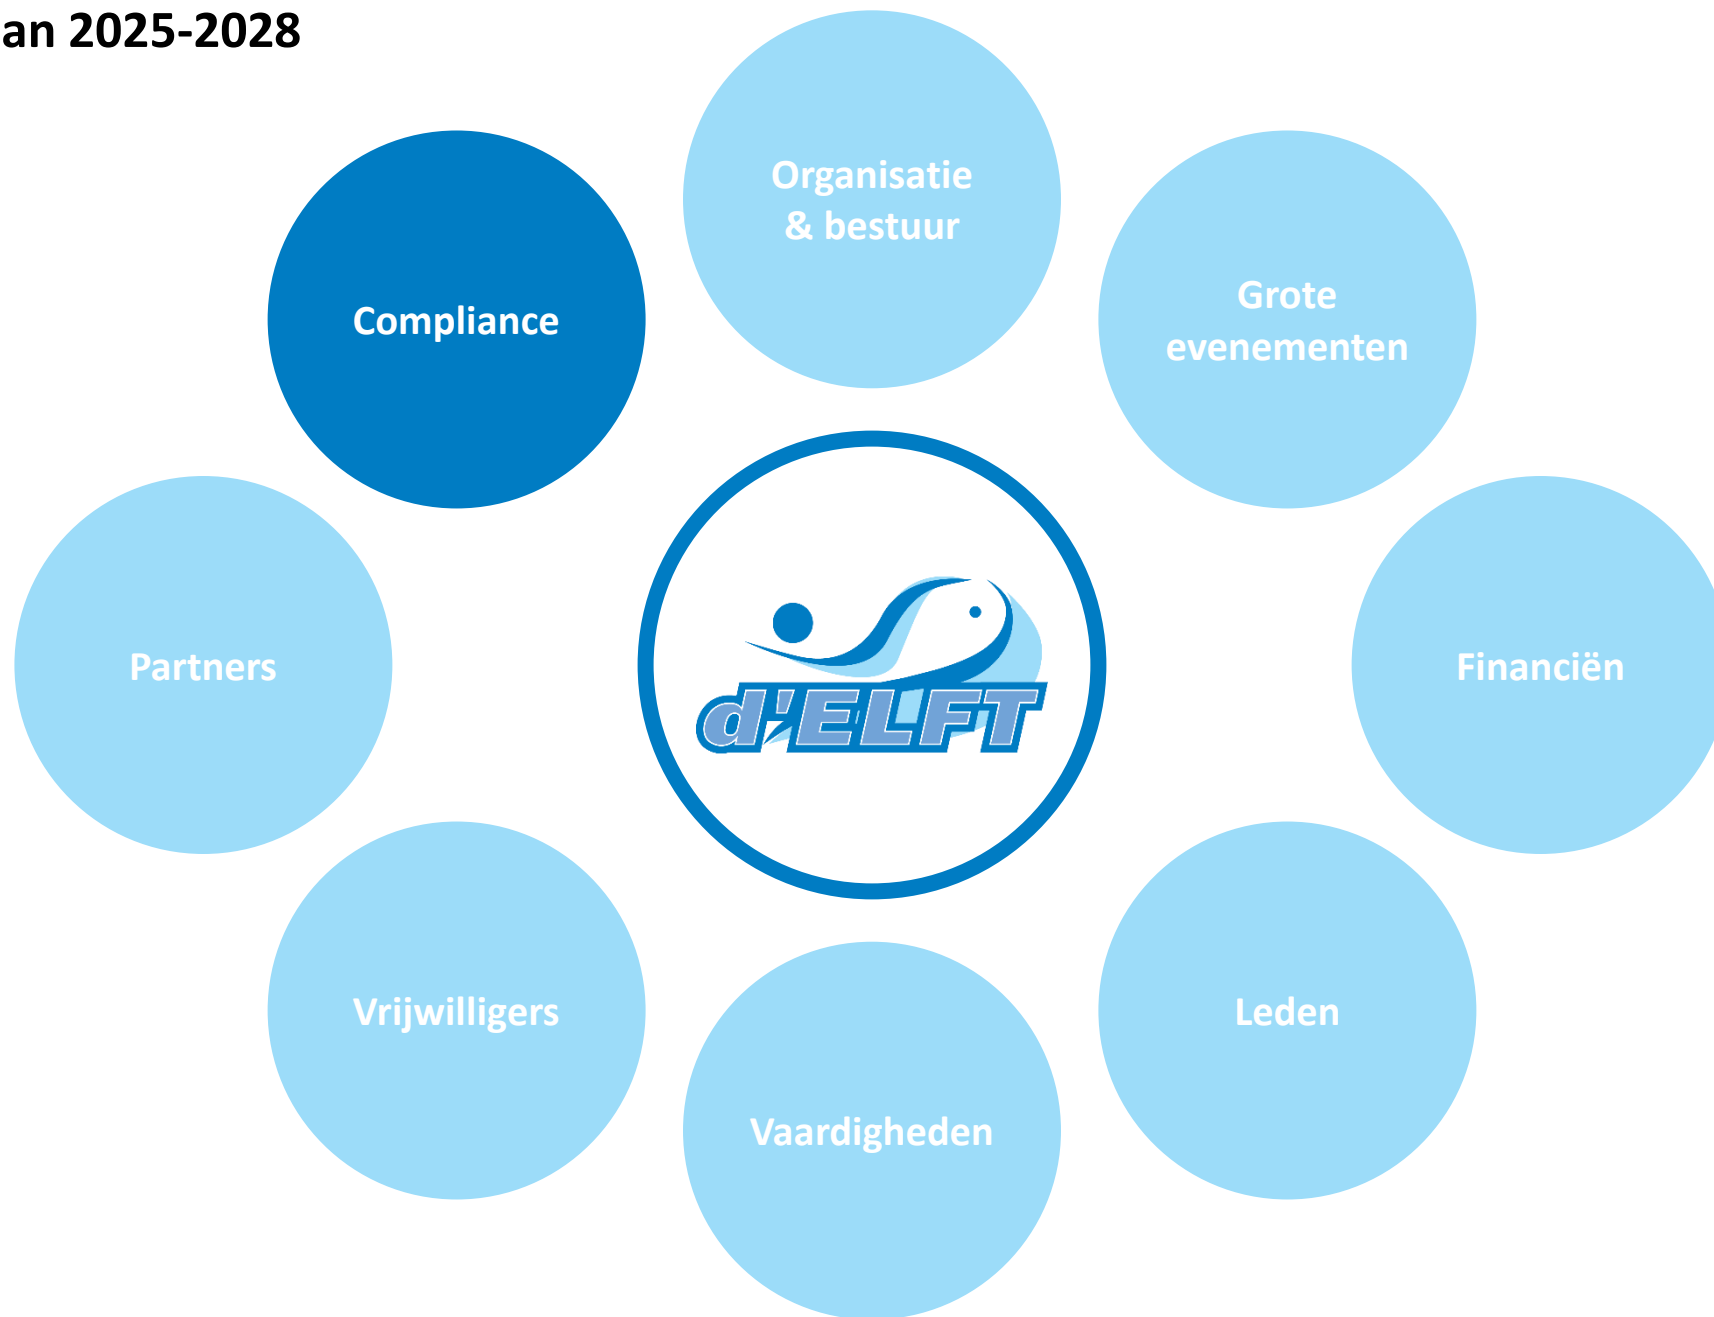 an 2025-2028
Organisatie
& bestuur
Compliance
Grote
evenementen
Partners
d'ELFT
Financiën
Vrijwilligers
Leden
Vaardigheden